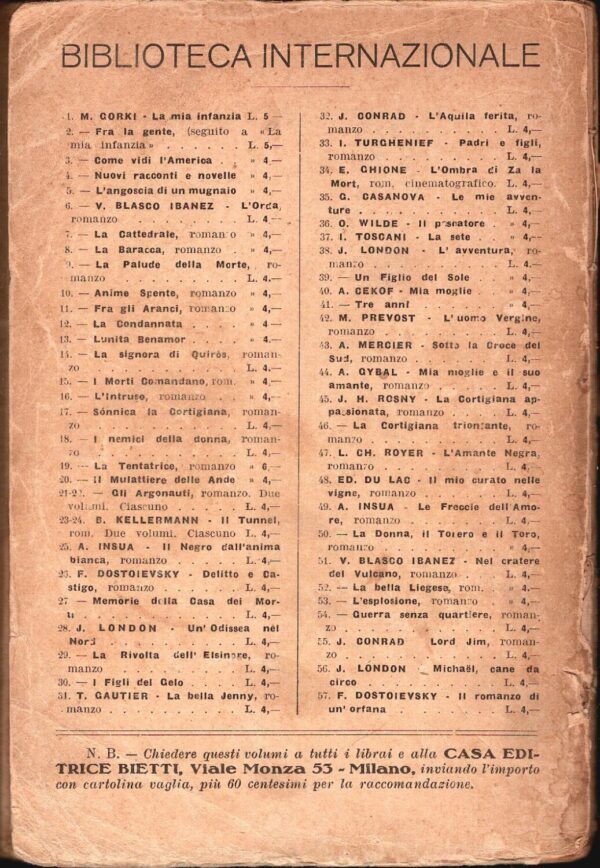 BIBLIOTECA INTERNAZIONALE
1. M. GORKI - La mia infanzia L. 5 —
2. — Fra la gente, (seguito a «La
mia infanzia» . . . . . . L. 5,—
3. — Come vidi l'America . . » 4,—
4. — Nuovi racconti e novelle » 4,—
5. — L'angoscia di un mugnaio » 4,—
6. — V. BLASCO IBANEZ - L'Orda,
romanzo . . . . . . . . L. 4 —
7. — La Cattedrale, romanzo . » 4,—
8. — La Baracca, romanzo . . » 4,—
9. — La Palude della Morte, ro-
manzo . . . . . . . . L. 4,—
10. — Anime Spente, romanzo » 4,—
11. — Fra gli Aranci, romanzo » 4,—
12. — La Condannata . . . » 4,—
13. — Lunita Benamor . . . » 4,—
14. — La signora di Quirós, roman-
zo . . . . . . . . . . L. 4,—
15. — I Morti Comandano, rom. » 4,—
16. — L'Intruso, romanzo . . » 4,—
17. — Sónnica la Cortigiana, roman-
zo . . . . . . . . . . L. 4,—
18. — I nemici della donna, roman-
zo . . . . . . . . . . L. 4,—
19. — La Tentatrice, romanzo » 6,—
20. — Il Mulattiere delle Ande » 4,—
21-22. — Gli Argonauti, romanzo. Due
volumi. Ciascuno . . . . L. 4,—
23-24. B. KELLERMANN - Il Tunnel,
rom. Due volumi. Ciascuno L. 4,—
25. A. INSUA - Il Negro dall'anima
bianca, romanzo . . . . L. 4,—
26. F. DOSTOIEVSKY - Delitto e Ca-
stigo, romanzo . . . . . L. 4,—
27 — Memorie della Casa dei Mor-
ti . . . . . . . . . . L. 4,—
28. J. LONDON - Un'Odissea nel
Nord . . . . . . . . . L. 4,—
29. — La Rivolta dell'Elsinore, ro-
manzo . . . . . . . . L. 4,—
30. — I Figli del Gelo . . . L. 4,—
31. T. GAUTIER - La bella Jenny, ro-
manzo . . . . . . . . L. 4,—
32. J. CONRAD - L'Aquila ferita, ro-
manzo . . . . . . . . L. 4,—
33. I. TURGHENIEF - Padri e figli,
romanzo . . . . . . . L. 4,—
34. E. GHIONE - L'Ombra di Za la
Mort, rom. cinematografico. L. 4,—
35. G. CASANOVA - Le mie avven-
ture . . . . . . . . . L. 4,—
36. O. WILDE - Il pescatore . » 4,—
37. I. TOSCANI - La sete . . » 4,—
38. J. LONDON - L'avventura, ro-
manzo . . . . . . . . L. 4,—
39. — Un Figlio del Sole . . » 4,—
40. A. CEKOF - Mia moglie . » 4,—
41. — Tre anni . . . . . . » 4,—
42. M. PREVOST - L'uomo Vergine,
romanzo . . . . . . . L. 4,—
43. A. MERCIER - Sotto la Croce del
Sud, romanzo . . . . . L. 4,—
44. A. GYBAL - Mia moglie e il suo
amante, romanzo . . . . L. 4,—
45. J. H. ROSNY - La Cortigiana ap-
passionata, romanzo . . . L. 4,—
46. — La Cortigiana trionfante, ro-
manzo . . . . . . . . L. 4,—
47. L. CH. ROYER - L'Amante Negra,
romanzo . . . . . . . L. 4,—
48. ED. DU LAC - Il mio curato nelle
vigne, romanzo . . . . L. 4,—
49. A. INSUA - Le Freccie dell'Amo-
re, romanzo . . . . . . L. 4,—
50. — La Donna, il Torero e il Toro,
romanzo . . . . . . . » 4,—
51. V. BLASCO IBANEZ - Nel cratere
del Vulcano, romanzo . . L. 4,—
52. — La bella Liegese, rom. . » 4,—
53. — L'esplosione, romanzo » 4,—
54. — Guerra senza quartiere, roman-
zo . . . . . . . . . . L. 4,—
55. J. CONRAD Lord Jim, roman-
zo . . . . . . . . . . L. 4,—
56. J. LONDON - Michaël, cane da
circo . . . . . . . . . L. 4,—
57. F. DOSTOIEVSKY - Il romanzo di
un'orfana . . . . . . . L. 4,—
N. B. — Chiedere questi volumi a tutti i librai e alla CASA EDI-
TRICE BIETTI, Viale Monza 53 - Milano, inviando l'importo
con cartolina vaglia, più 60 centesimi per la raccomandazione.